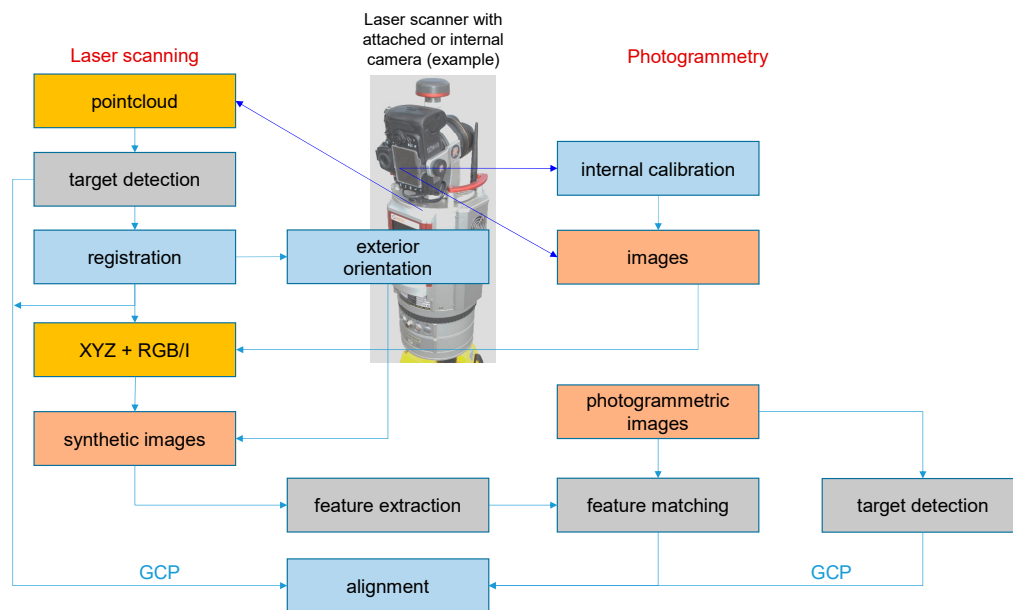 Laser scanner with
attached or internal
camera (example)
Laser scanning
Photogrammetry
pointcloud
target detection
internal calibration
registration
exterior
orientation
images
XYZ + RGB/I
photogrammetric
images
synthetic images
feature extraction
feature matching
target detection
GCP
alignment
GCP